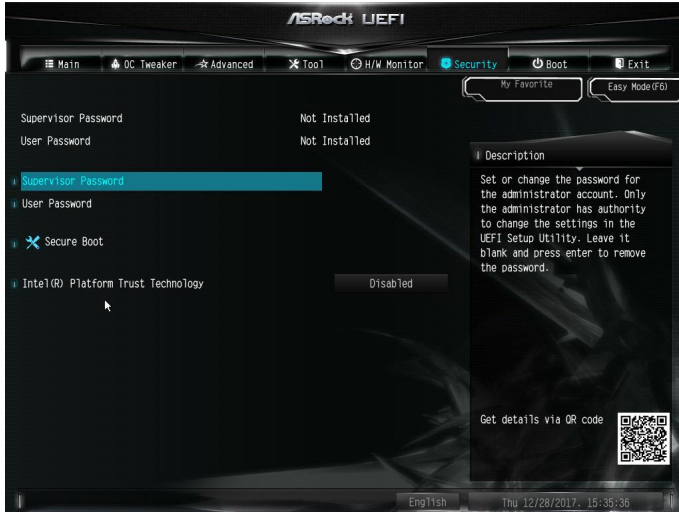 ASRock UEFI
Main OC Tweaker Advanced Tool H/W Monitor Security Boot Exit
My Favorite Easy Mode(F6)
Supervisor Password Not Installed
User Password Not Installed
Description
Supervisor Password
User Password
Secure Boot
Intel(R) Platform Trust Technology Disabled
Set or change the password for
the administrator account. Only
the administrator has authority
to change the settings in the
UEFI Setup Utility. Leave it
blank and press enter to remove
the password.
Get details via QR code
English Thu 12/28/2017. 15:35:36